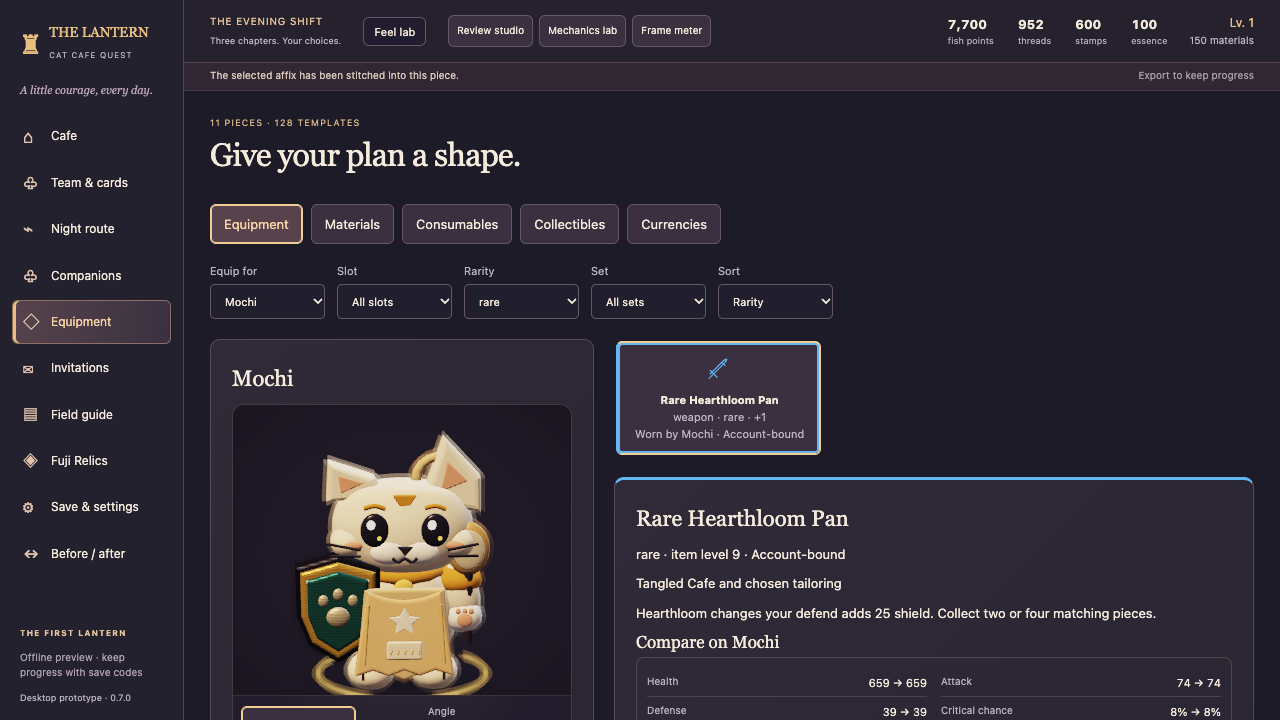 THE LANTERN
CAT CAFE QUEST
A little courage, every day.
Cafe
Team & cards
Night route
Companions
Equipment
Invitations
Field guide
Fuji Relics
Save & settings
Before / after
THE FIRST LANTERN
Offline preview · keep
progress with save codes
Desktop prototype · 0.7.0
THE EVENING SHIFT
Three chapters. Your choices.
Feel lab
Review studio
Mechanics lab
Frame meter
7,700
fish points
952
threads
600
stamps
100
essence
Lv. 1
150 materials
The selected affix has been stitched into this piece.
Export to keep progress
11 PIECES · 128 TEMPLATES
Give your plan a shape.
Equipment
Materials
Consumables
Collectibles
Currencies
Equip for
Slot
Rarity
Set
Sort
Mochi
All slots
rare
All sets
Rarity
Mochi
Angle
Rare Hearthloom Pan
weapon · rare · +1
Worn by Mochi · Account-bound
Rare Hearthloom Pan
rare · item level 9 · Account-bound
Tangled Cafe and chosen tailoring
Hearthloom changes your defend adds 25 shield. Collect two or four matching pieces.
Compare on Mochi
Health 659 → 659
Attack 74 → 74
Defense 39 → 39
Critical chance 8% → 8%